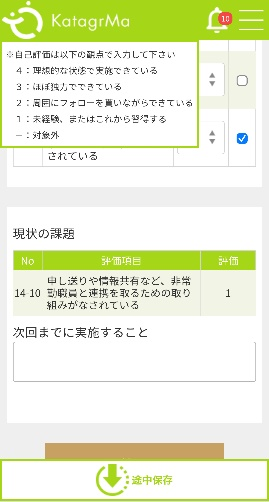 KatagrMa
10
※自己評価は以下の観点で入力して下さい
4：理想的な状態で実施できている
3：ほぼ独力でできている
2：周囲にフォローを貰いながらできている
1：未経験、またはこれから習得する
－：対象外
されている
現状の課題
No 評価項目 評価
14-10 申し送りや情報共有など、非常勤職員と連携を取るための取り組みがなされている 1
次回までに実施すること
途中保存